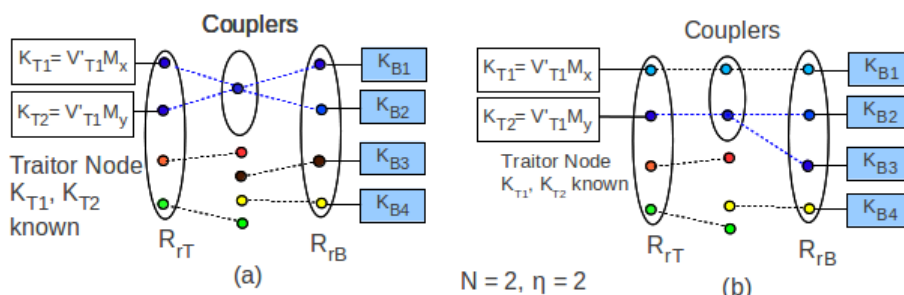 Couplers
K_T1 = V'_T1 M_x
K_T2 = V'_T1 M_y
Traitor Node
K_T1, K_T2
known
K_B1
K_B2
K_B3
K_B4
R_rT
R_rB
(a)
Couplers
K_T1 = V'_T1 M_x
K_T2 = V'_T1 M_y
Traitor Node
K_T1, K_T2 known
K_B1
K_B2
K_B3
K_B4
R_rT
R_rB
N = 2, η = 2
(b)